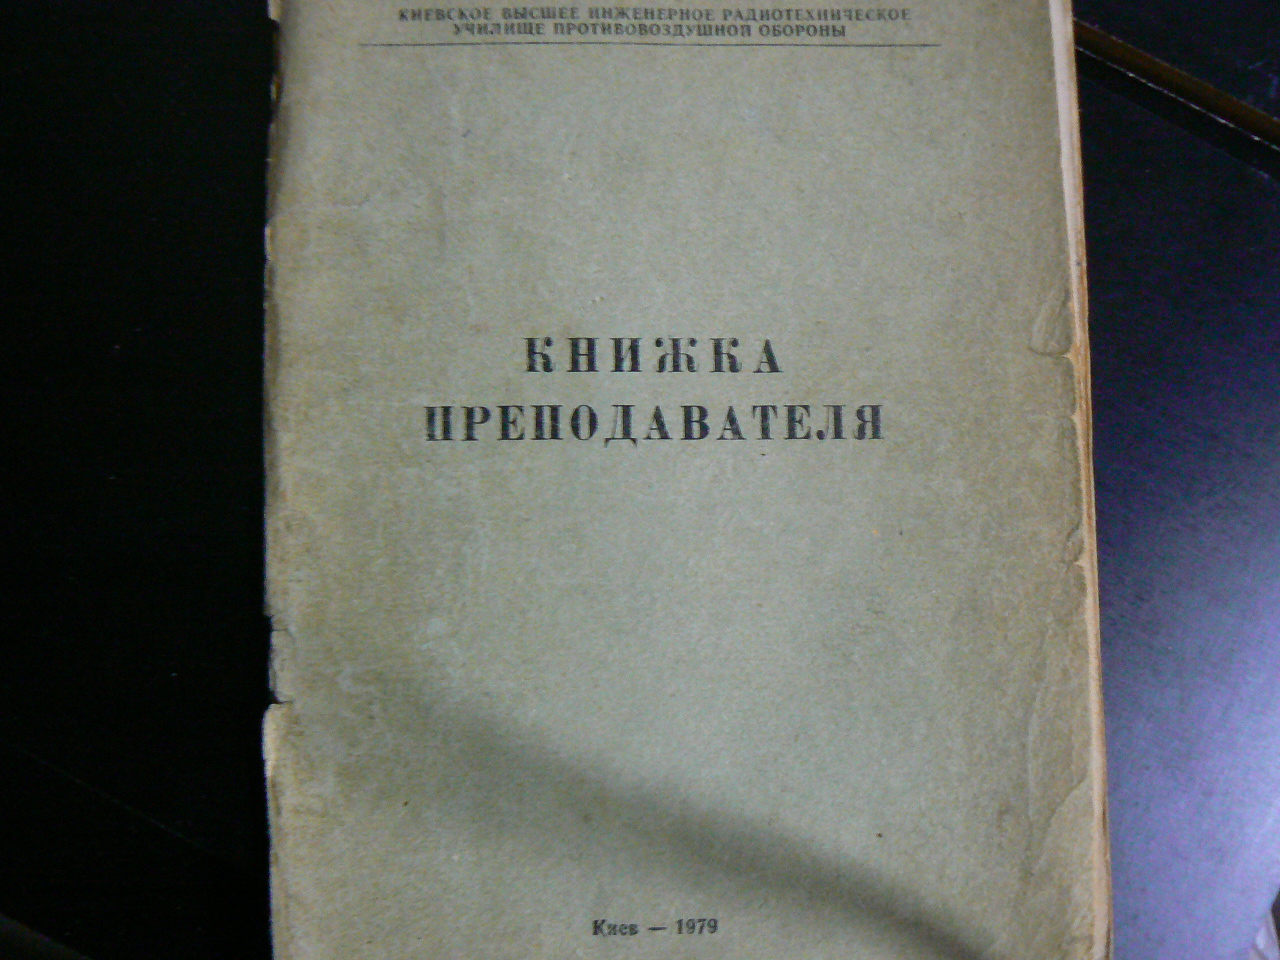 КИЕВСКОЕ ВЫСШЕЕ ИНЖЕНЕРНОЕ РАДИОТЕХНИЧЕСКОЕ
УЧИЛИЩЕ ПРОТИВОВОЗДУШНОЙ ОБОРОНЫ
КНИЖКА
ПРЕПОДАВАТЕЛЯ
Киев — 1979